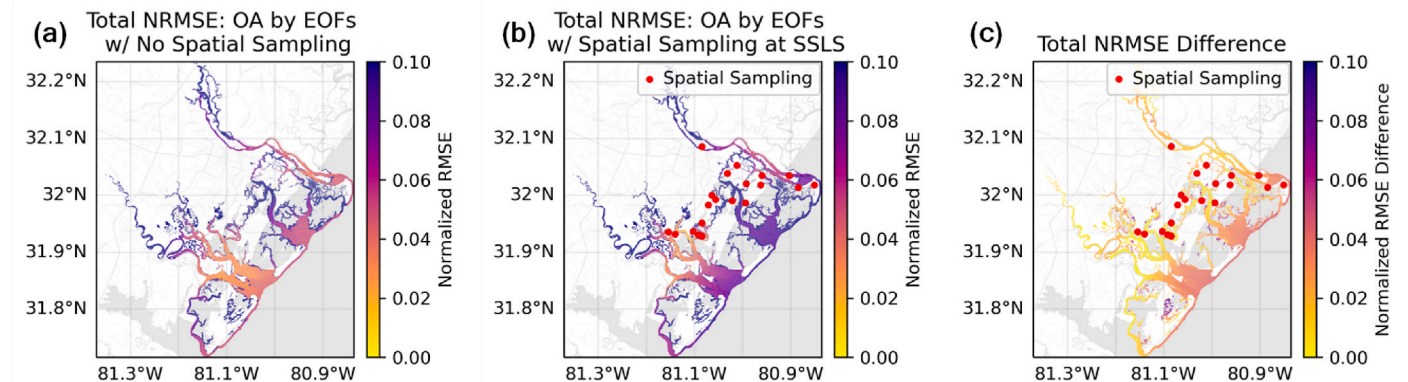 (a)
Total NRMSE: OA by EOFs
w/ No Spatial Sampling
32.2°N
32.1°N
32°N
31.9°N
31.8°N
81.3°W 81.1°W 80.9°W
0.10
0.08
0.06
0.04
0.02
0.00
Normalized RMSE
(b)
Total NRMSE: OA by EOFs
w/ Spatial Sampling at SSLS
Spatial Sampling
32.2°N
32.1°N
32°N
31.9°N
31.8°N
81.3°W 81.1°W 80.9°W
0.10
0.08
0.06
0.04
0.02
0.00
Normalized RMSE
(c)
Total NRMSE Difference
Spatial Sampling
32.2°N
32.1°N
32°N
31.9°N
31.8°N
81.3°W 81.1°W 80.9°W
0.10
0.08
0.06
0.04
0.02
0.00
Normalized RMSE Difference